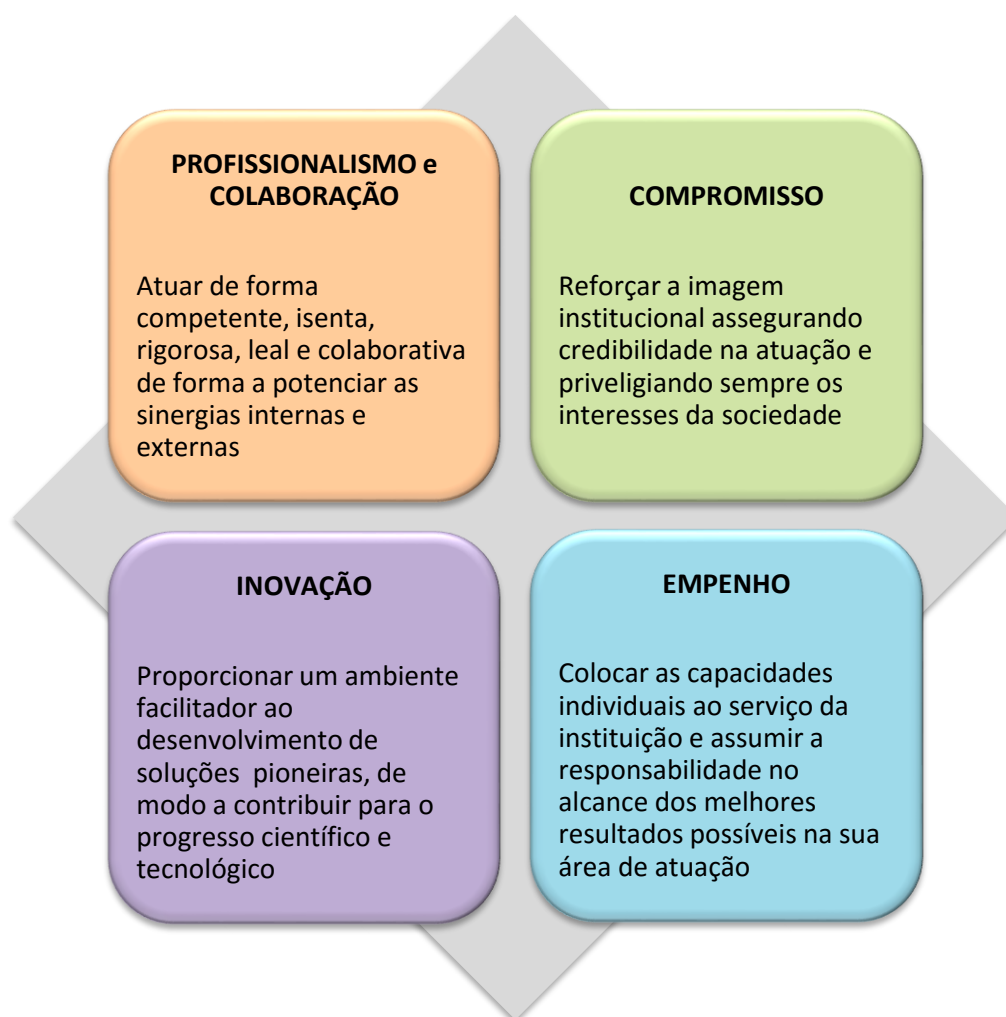 PROFISSIONALISMO e
COLABORAÇÃO
Atuar de forma
competente, isenta,
rigorosa, leal e colaborativa
de forma a potenciar as
sinergias internas e
externas
COMPROMISSO
Reforçar a imagem
institucional assegurando
credibilidade na atuação e
priveligiando sempre os
interesses da sociedade
INOVAÇÃO
Proporcionar um ambiente
facilitador ao
desenvolvimento de
soluções  pioneiras, de
modo a contribuir para o
progresso científico e
tecnológico
EMPENHO
Colocar as capacidades
individuais ao serviço da
instituição e assumir a
responsabilidade no
alcance dos melhores
resultados possíveis na sua
área de atuação